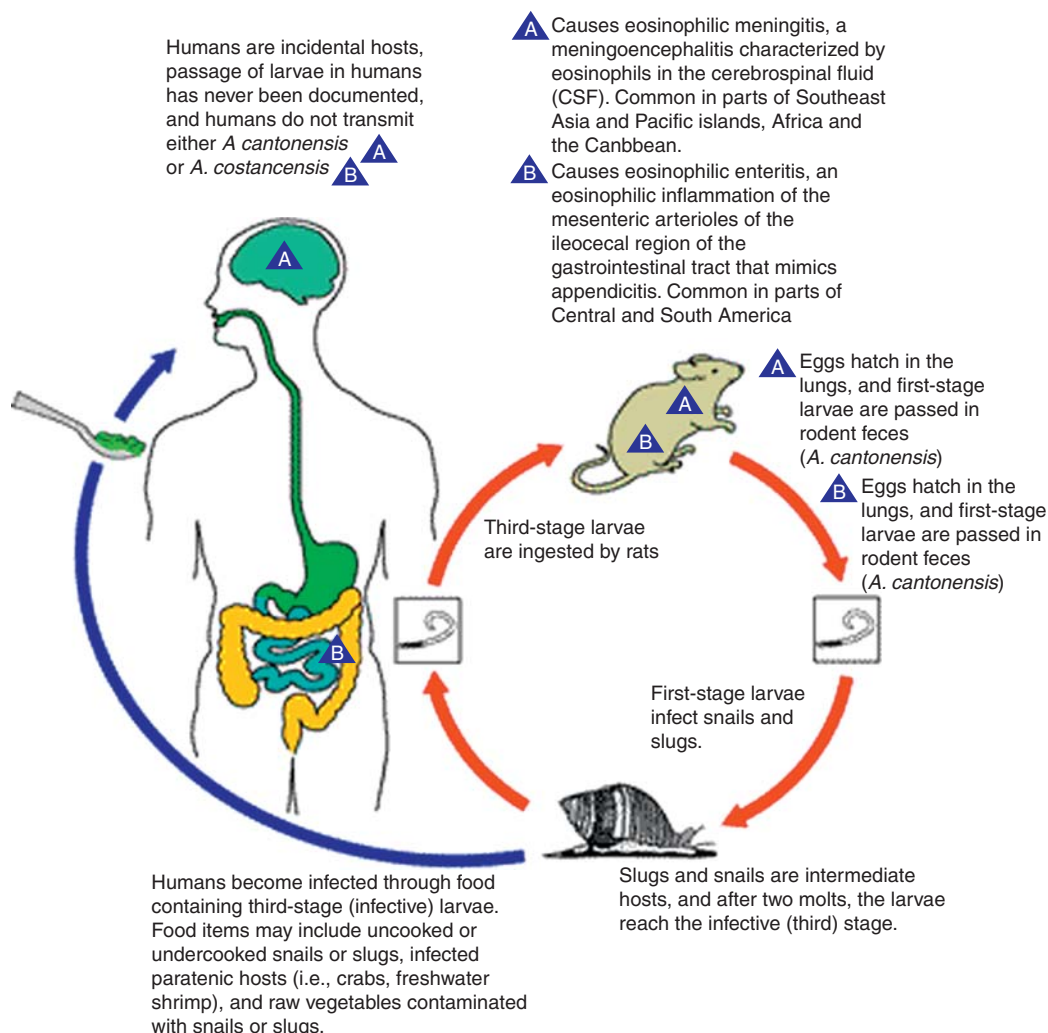 Humans are incidental hosts,
passage of larvae in humans
has never been documented,
and humans do not transmit
either A cantonensis
A
or A. costancensis
B
A
Causes eosinophilic meningitis, a
meningoencephalitis characterized by
eosinophils in the cerebrospinal fluid
(CSF). Common in parts of Southeast
Asia and Pacific islands, Africa and
the Canbbean.
B
Causes eosinophilic enteritis, an
eosinophilic inflammation of the
mesenteric arterioles of the
ileocecal region of the
gastrointestinal tract that mimics
appendicitis. Common in parts of
Central and South America
A
A
B
A
Eggs hatch in the
lungs, and first-stage
larvae are passed in
rodent feces
(A. cantonensis)
B
Eggs hatch in the
lungs, and first-stage
larvae are passed in
rodent feces
(A. cantonensis)
Third-stage larvae
are ingested by rats
B
First-stage larvae
infect snails and
slugs.
Slugs and snails are intermediate
hosts, and after two molts, the larvae
reach the infective (third) stage.
Humans become infected through food
containing third-stage (infective) larvae.
Food items may include uncooked or
undercooked snails or slugs, infected
paratenic hosts (i.e., crabs, freshwater
shrimp), and raw vegetables contaminated
with snails or slugs.